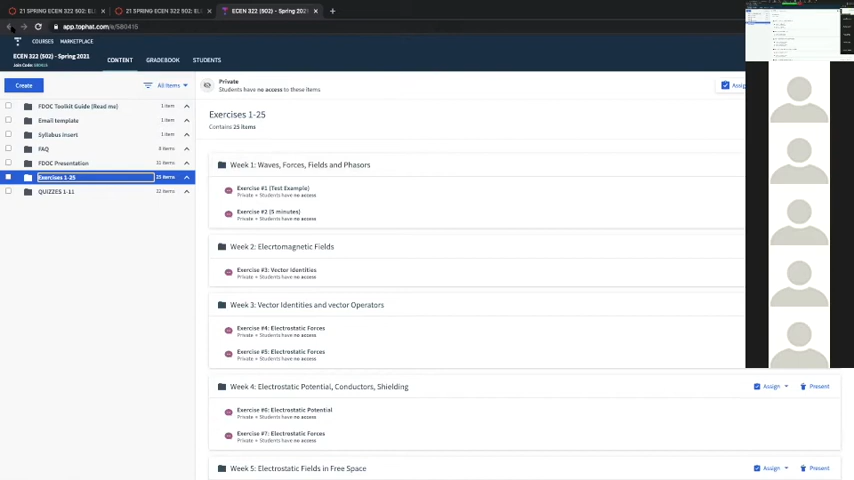 21 SPRING ECEN 322 502: EL
21 SPRING ECEN 322 502: EL
ECEN 322 (502) - Spring 2021
app.tophat.com/e/580415
COURSES MARKETPLACE
ECEN 322 (502) - Spring 2021
Join Code:
CONTENT GRADEBOOK STUDENTS
Create
All Items
FDOC Toolkit Guide (Read me) 1 item
Email template 1 item
Syllabus insert 1 item
FAQ 8 items
FDOC Presentation 31 items
Exercises 1-25 25 items
QUIZZES 1-11 22 items
Private
Students have no access to these items
Assig
Exercises 1-25
Contains 25 items
Week 1: Waves, Forces, Fields and Phasors
Exercise #1 (Test Example)
Private • Students have no access
Exercise #2 (5 minutes)
Private • Students have no access
Week 2: Elecrtomagnetic Fields
Exercise #3: Vector Identities
Private • Students have no access
Week 3: Vector Identities and vector Operators
Exercise #4: Electrostatic Forces
Private • Students have no access
Exercise #5: Electrostatic Forces
Private • Students have no access
Week 4: Electrostatic Potential, Conductors, Shielding
Assign Present
Exercise #6: Electrostatic Potential
Private • Students have no access
Exercise #7: Electrostatic Forces
Private • Students have no access
Week 5: Electrostatic Fields in Free Space
Assign Present